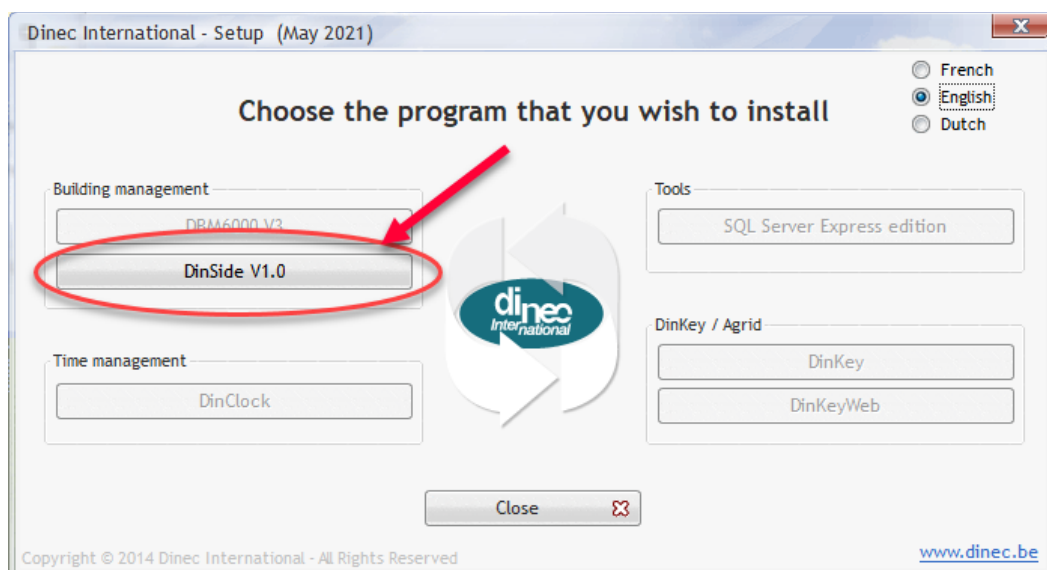 Dinec International - Setup (May 2021)
French
English
Dutch
Choose the program that you wish to install
Building management
DBM6000 V3
DinSide V1.0
Time management
DinClock
dinec
International
Tools
SQL Server Express edition
DinKey / Agrid
DinKey
DinKeyWeb
Close
Copyright © 2014 Dinec International - All Rights Reserved
www.dinec.be